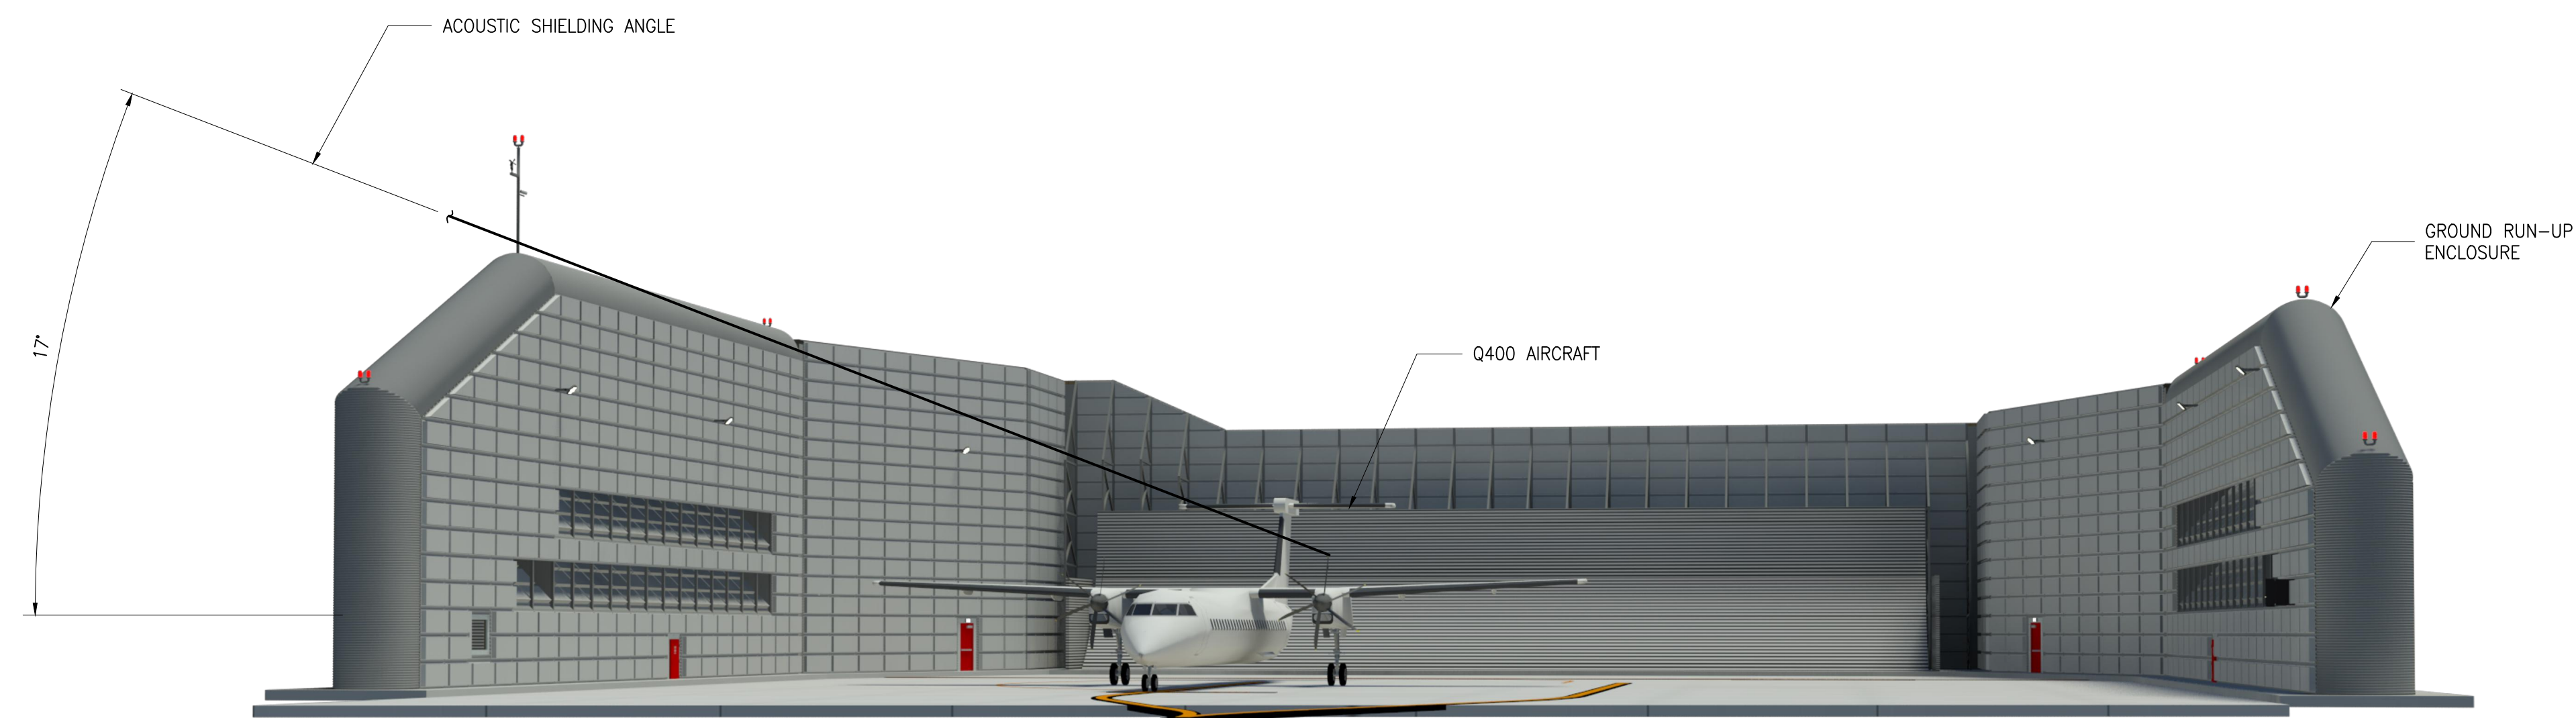 ACOUSTIC SHIELDING ANGLE
17°
GROUND RUN-UP
ENCLOSURE
Q400 AIRCRAFT